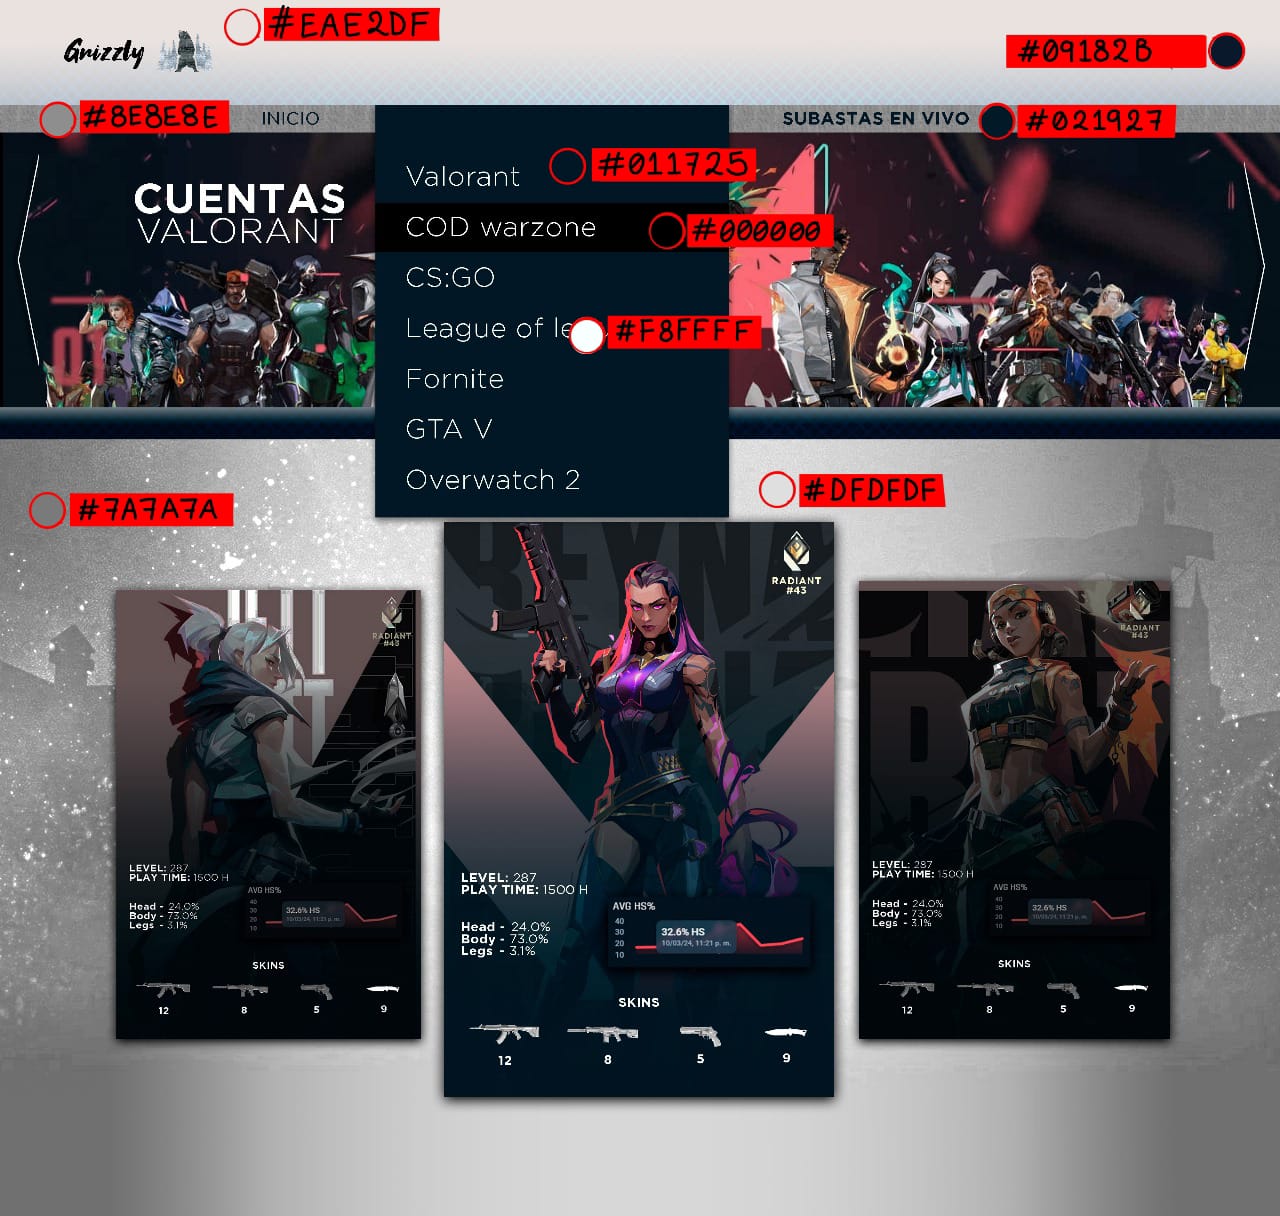 #EAE2DF
Grizzly
#09182B
#8E8E8E
INICIO
SUBASTAS EN VIVO
#021927
CUENTAS
VALORANT
Valorant
#011725
COD warzone
#000000
CS:GO
League of le
#F8FFFF
Fornite
GTA V
Overwatch 2
#7A7A7A
#DFDFDF
RADIANT
#43
LEVEL: 287
PLAY TIME: 1500 H
Head - 24.0%
Body - 73.0%
Legs - 3.1%
AVG HS%
40
30
20
10
32.6% HS
10/03/24, 11:21 p. m.
SKINS
12 8 5 9
REYNA
RADIANT
#43
LEVEL: 287
PLAY TIME: 1500 H
Head - 24.0%
Body - 73.0%
Legs - 3.1%
AVG HS%
40
30
20
10
32.6% HS
10/03/24, 11:21 p. m.
SKINS
12 8 5 9
RADIANT
#43
LEVEL: 287
PLAY TIME: 1500 H
Head - 24.0%
Body - 73.0%
Legs - 3.1%
AVG HS%
40
30
20
10
32.6% HS
10/03/24, 11:21 p. m.
SKINS
12 8 5 9